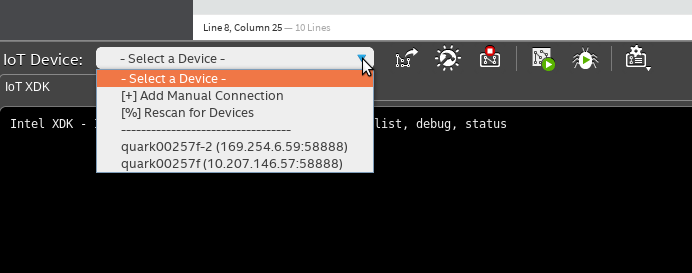 Line 8, Column 25 — 10 Lines
IoT Device:
- Select a Device -
- Select a Device -
IoT XDK
[+] Add Manual Connection
[%] Rescan for Devices
----------------------------------
Intel XDK - list, debug, status
quark00257f-2 (169.254.6.59:58888)
quark00257f (10.207.146.57:58888)